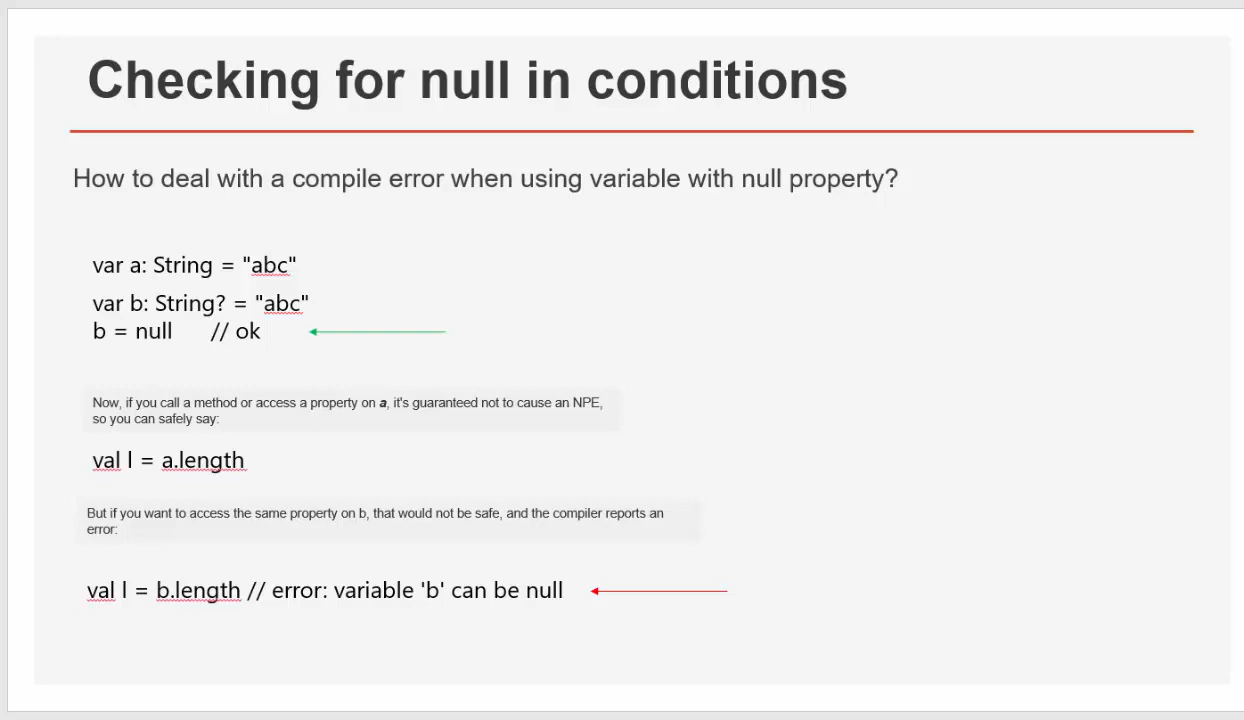 Checking for null in conditions
How to deal with a compile error when using variable with null property?
var a: String = "abc"
var b: String? = "abc"
b = null // ok
Now, if you call a method or access a property on a, it's guaranteed not to cause an NPE,
so you can safely say:
val l = a.length
But if you want to access the same property on b, that would not be safe, and the compiler reports an
error:
val l = b.length // error: variable 'b' can be null